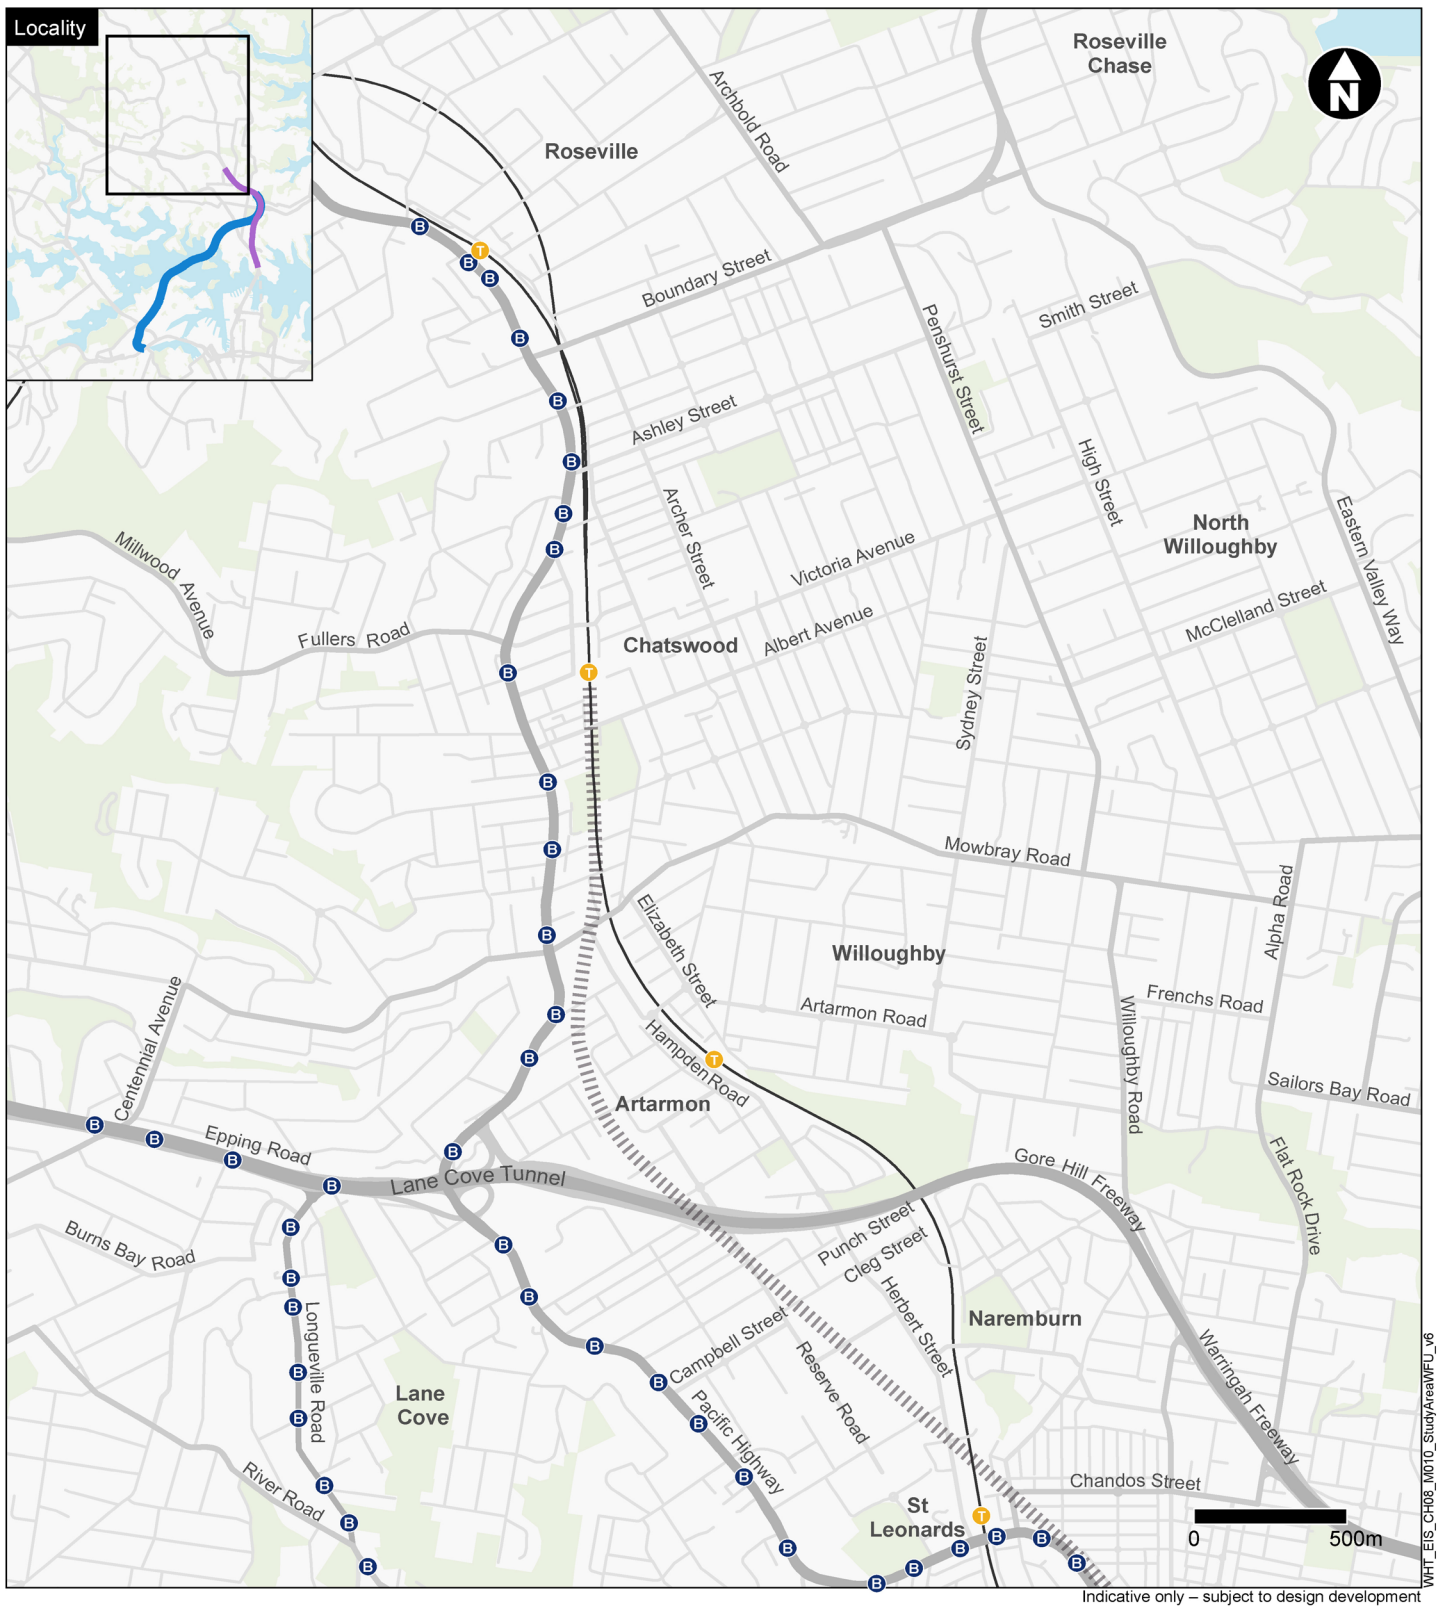 Locality
Roseville
Chase
N
Archbold Road
Roseville
B
T
B
B
Boundary Street
Smith Street
B
Penshurst Street
B
Ashley Street
High Street
B
Archer Street
B
North
Willoughby
Eastern Valley Way
Millwood Avenue
B
Victoria Avenue
McClelland Street
Fullers Road
Albert Avenue
Chatswood
Sydney Street
B
T
B
B
Mowbray Road
Alpha Road
Elizabeth Street
B
Willoughby
Frenchs Road
Centennial Avenue
Artarmon Road
Willoughby Road
B
Hampden Road
B
T
Sailors Bay Road
Artarmon
B
B
Epping Road
B
B
Flat Rock Drive
Gore Hill Freeway
Lane Cove Tunnel
B
Punch Street
B
Burns Bay Road
B
Cleg Street
B
Herbert Street
B
B
Longueville Road
Naremburn
Campbell Street
B
Warringah Freeway
Reserve Road
B
B
Lane
Cove
Pacific Highway
B
B
River Road
B
B
Chandos Street
St
Leonards
T
B
B
B
B
B
B
B
B
B
0 500m
WHT_EIS_CH08_M010_StudyAreaWFU_v6
Indicative only – subject to design development